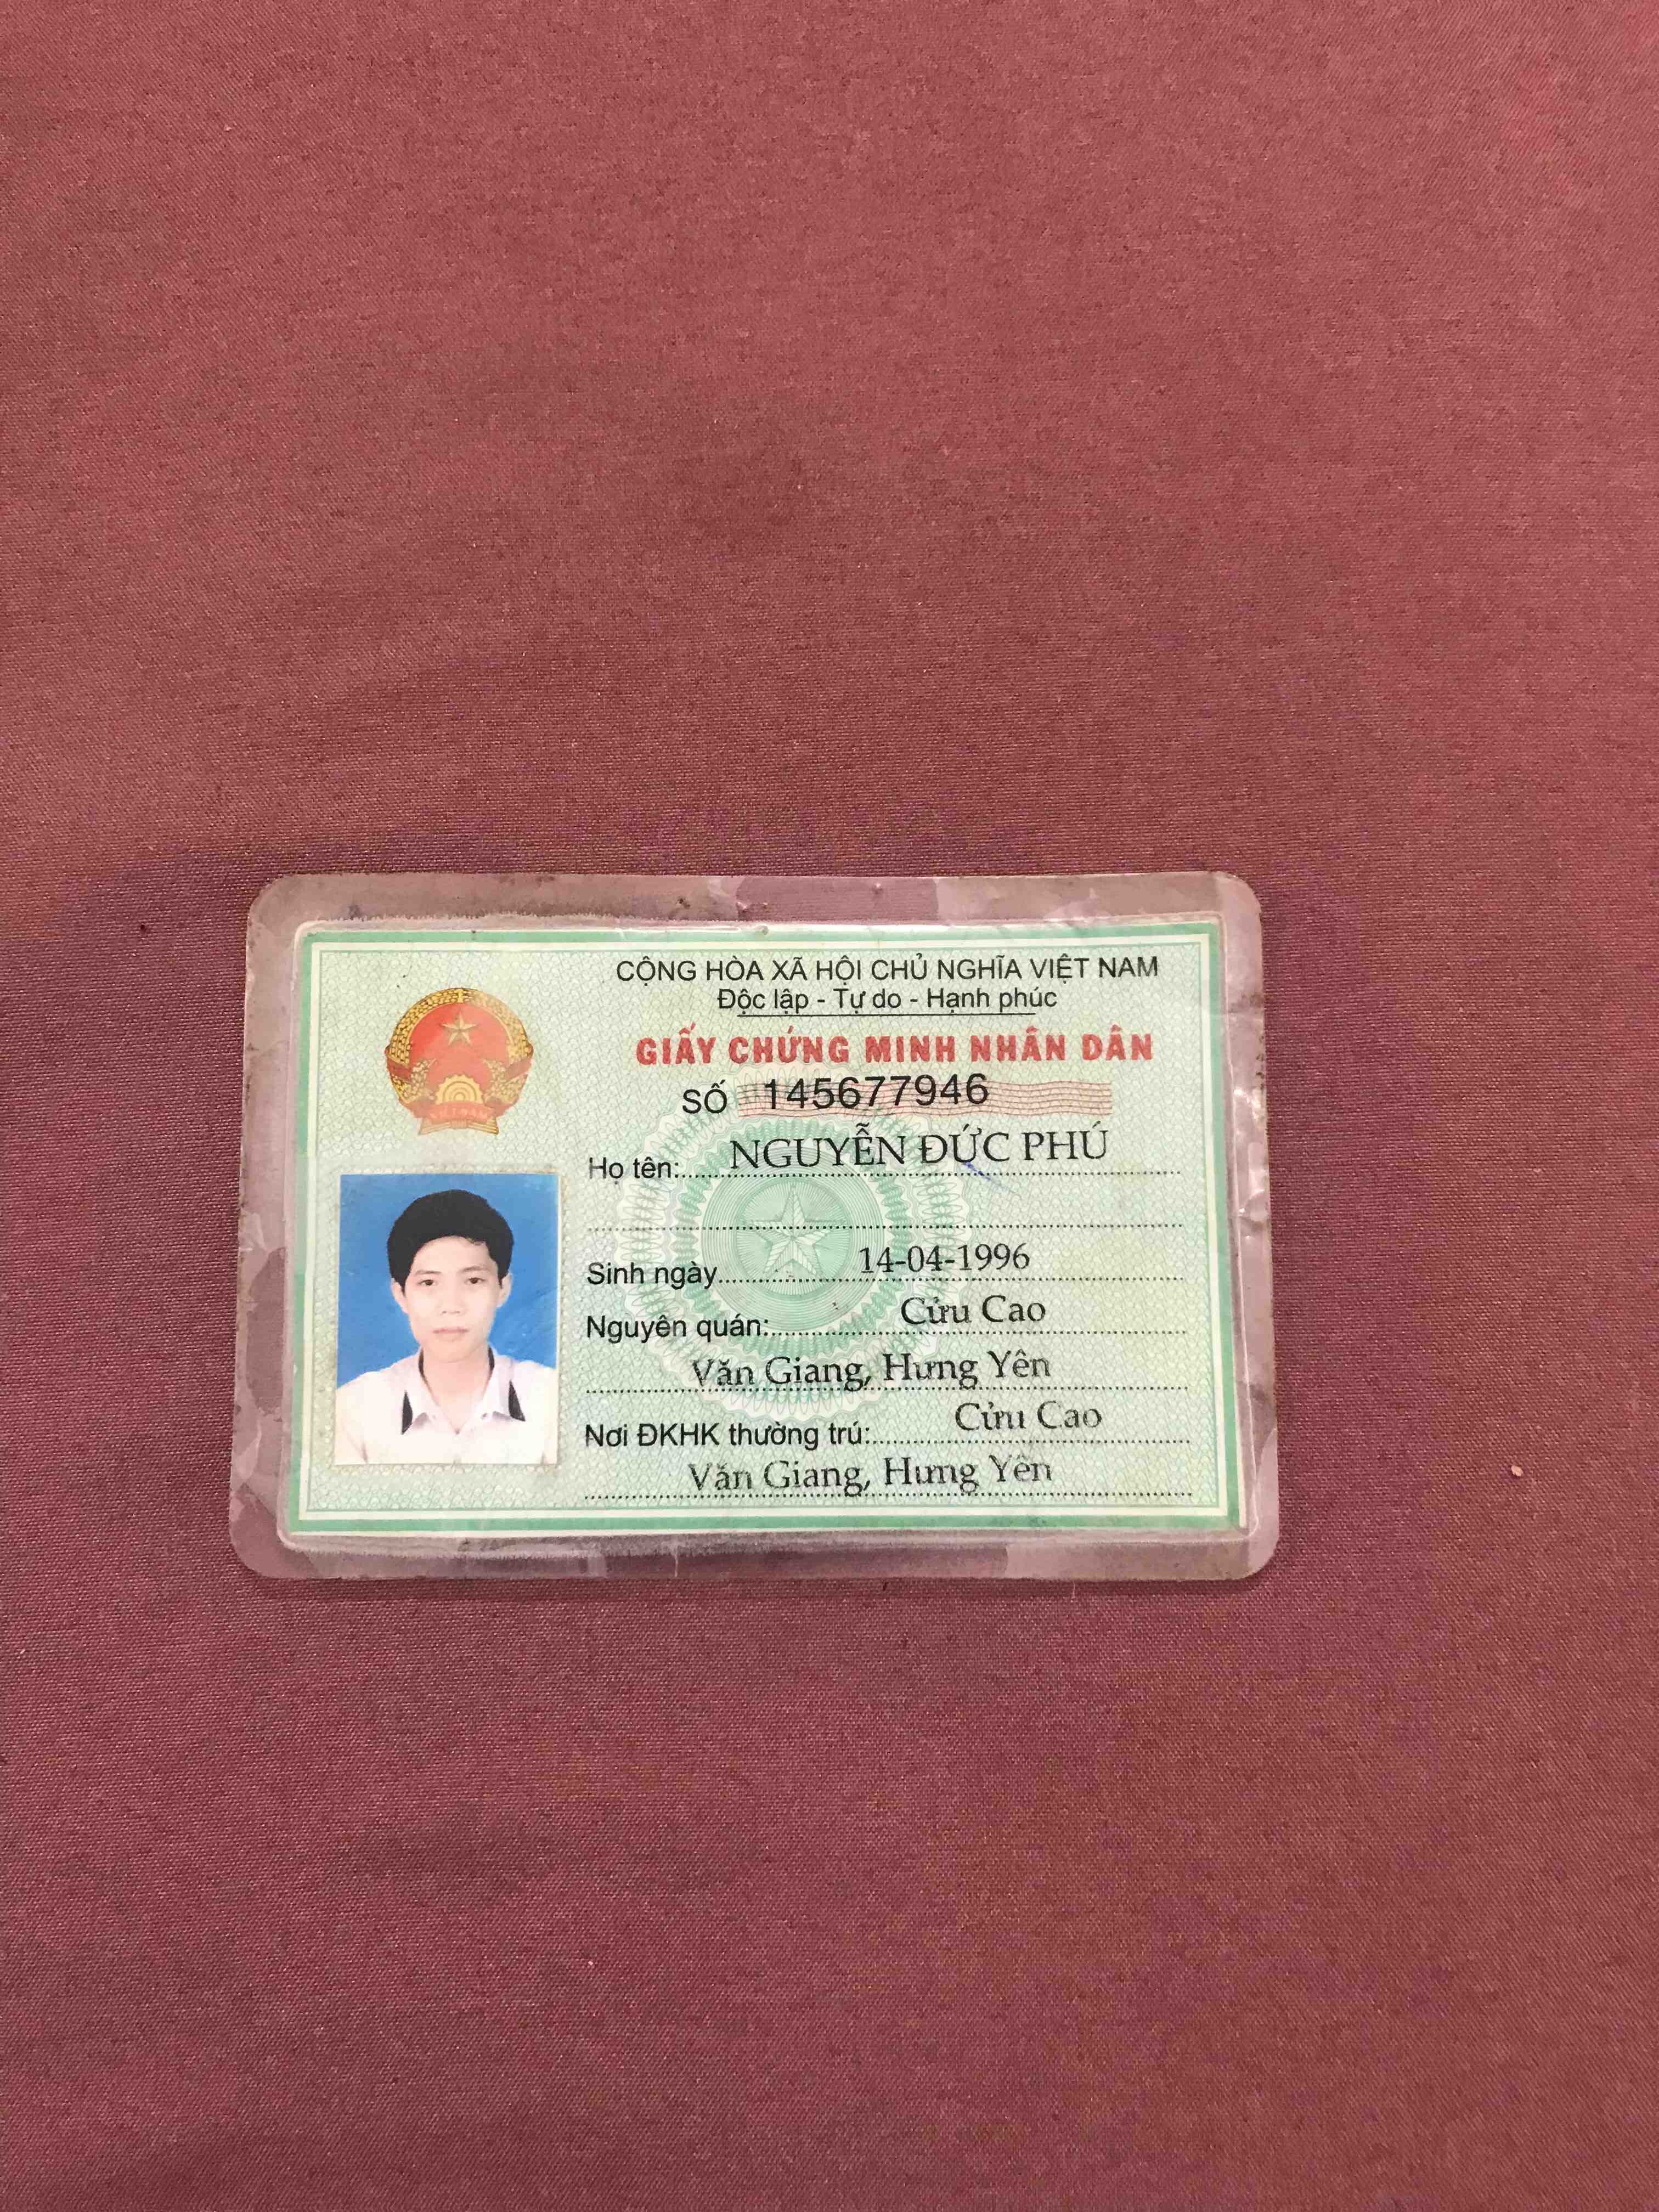 CỘNG HÒA XÃ HỘI CHỦ NGHĨA VIỆT NAM
Độc lập - Tự do - Hạnh phúc
GIẤY CHỨNG MINH NHÂN DÂN
SỐ 145677946
Họ tên: NGUYỄN ĐỨC PHÚ
Sinh ngày 14-04-1996
Nguyên quán: Cửu Cao
Văn Giang, Hưng Yên
Nơi ĐKHK thường trú: Cửu Cao
Văn Giang, Hưng Yên
VIỆT NAM